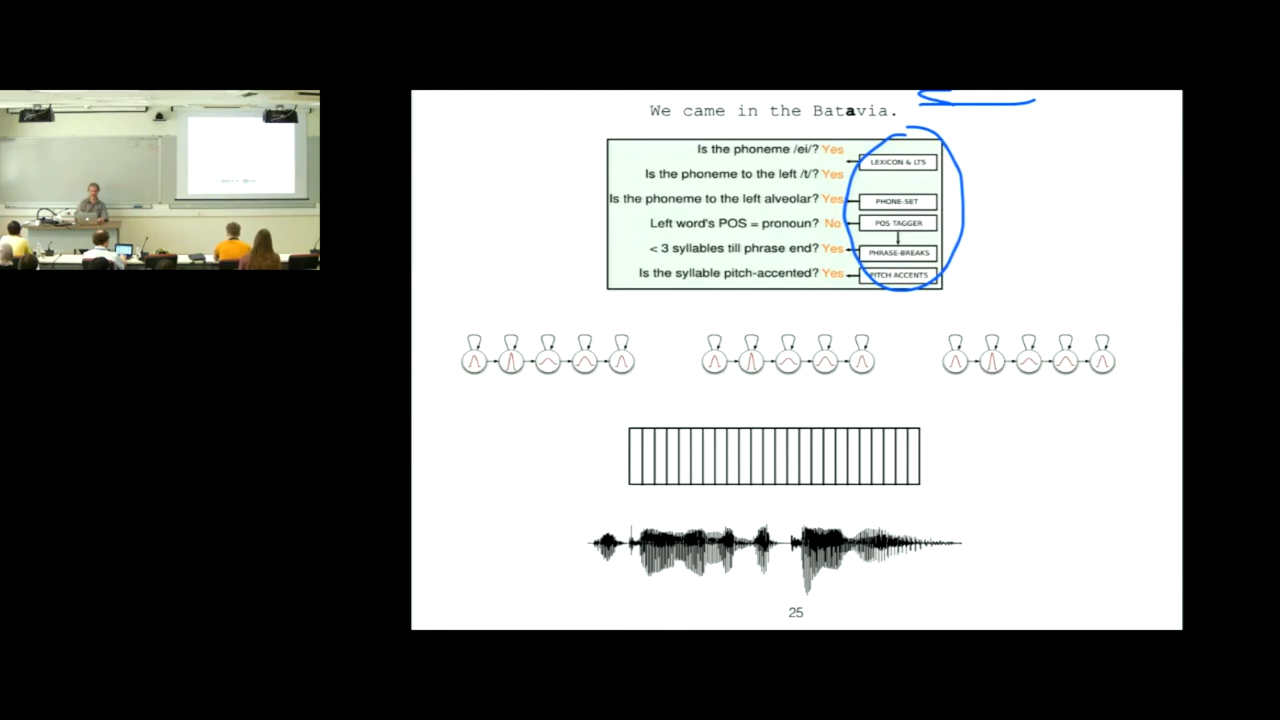 We came in the Batavia.
Is the phoneme /ei/? Yes
LEXICON & LTS
Is the phoneme to the left /t/? Yes
Is the phoneme to the left alveolar? Yes
PHONE-SET
Left word's POS = pronoun? No
POS TAGGER
< 3 syllables till phrase end? Yes
PHRASE-BREAKS
Is the syllable pitch-accented? Yes
PITCH ACCENTS
25